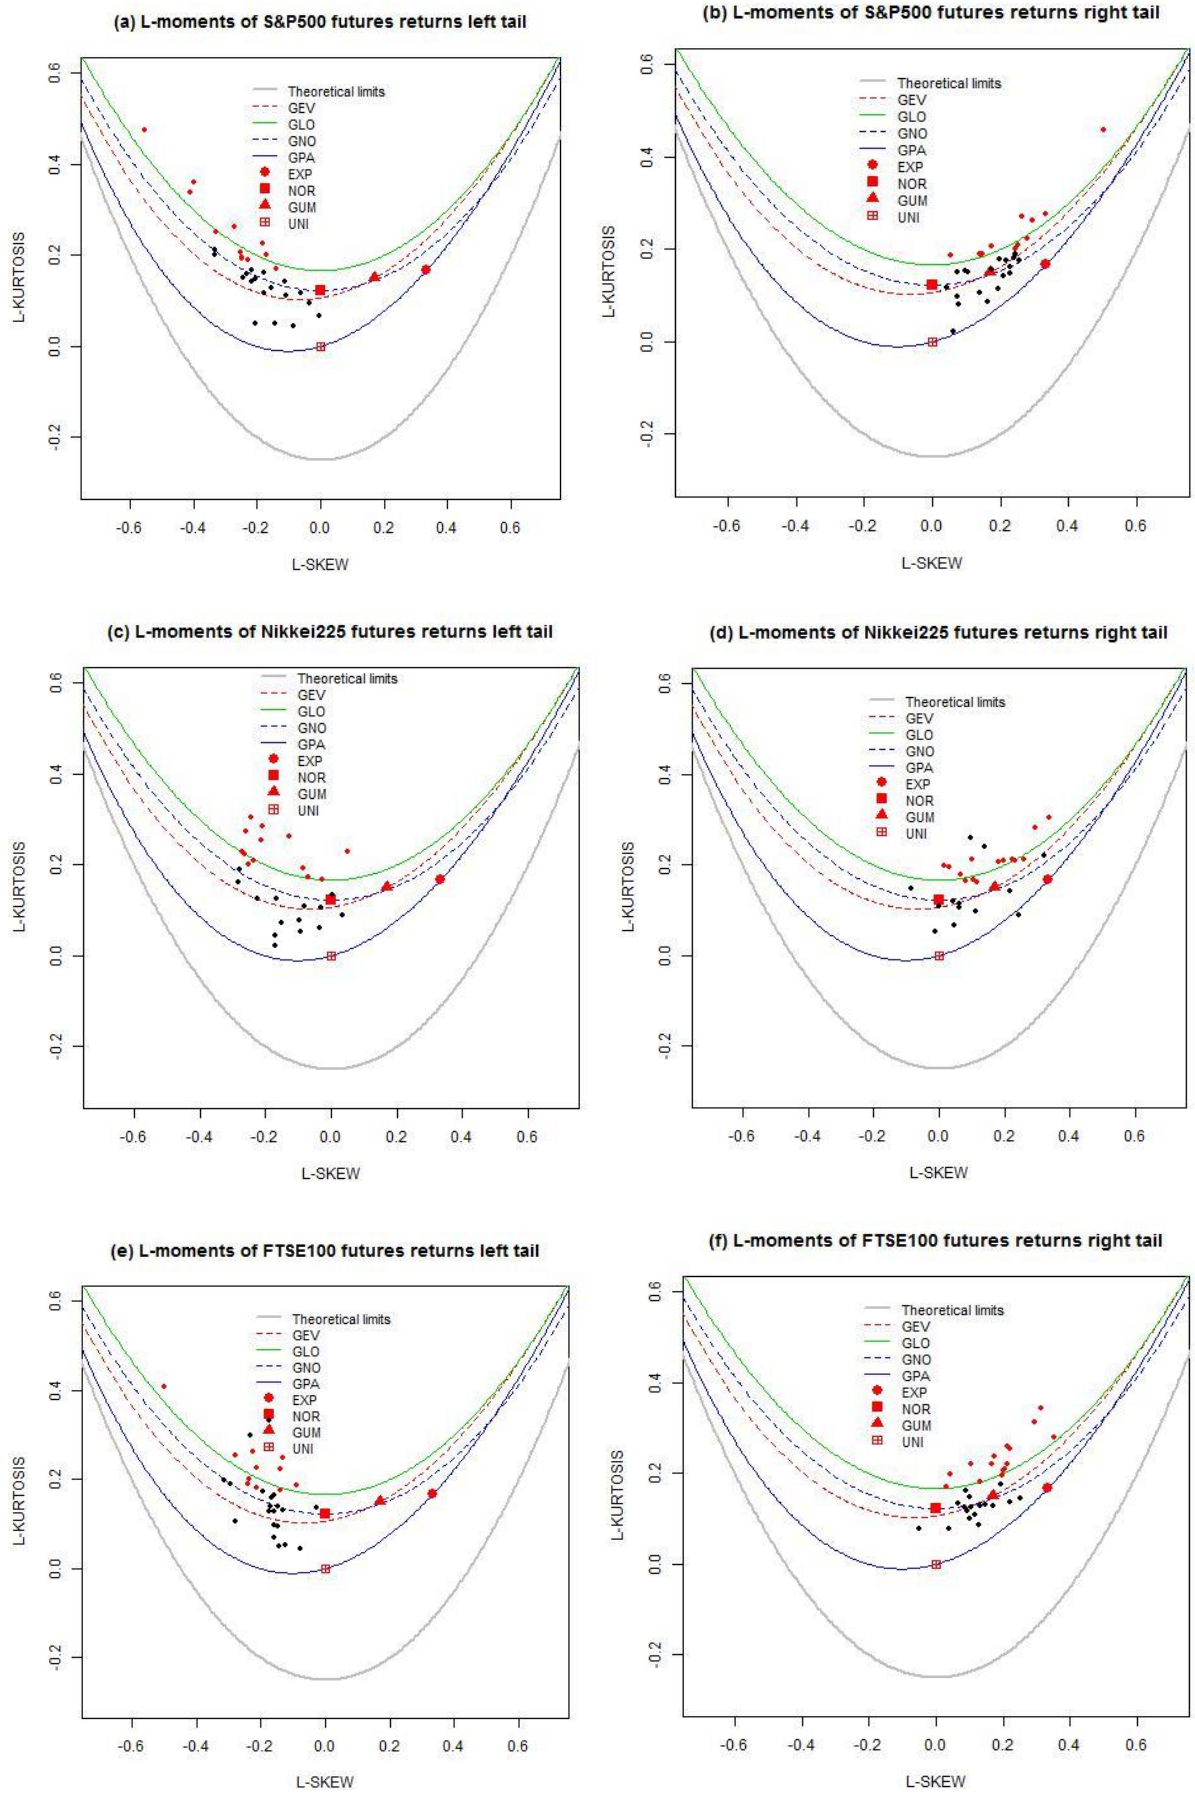 (a) L-moments of S&P500 futures returns left tail
Theoretical limits
GEV
GLO
GNO
GPA
EXP
NOR
GUM
UNI
L-KURTOSIS
0.6
0.4
0.2
0.0
-0.2
-0.6 -0.4 -0.2 0.0 0.2 0.4 0.6
L-SKEW
(b) L-moments of S&P500 futures returns right tail
Theoretical limits
GEV
GLO
GNO
GPA
EXP
NOR
GUM
UNI
L-KURTOSIS
0.6
0.4
0.2
0.0
-0.2
-0.6 -0.4 -0.2 0.0 0.2 0.4 0.6
L-SKEW
(c) L-moments of Nikkei225 futures returns left tail
Theoretical limits
GEV
GLO
GNO
GPA
EXP
NOR
GUM
UNI
L-KURTOSIS
0.6
0.4
0.2
0.0
-0.2
-0.6 -0.4 -0.2 0.0 0.2 0.4 0.6
L-SKEW
(d) L-moments of Nikkei225 futures returns right tail
Theoretical limits
GEV
GLO
GNO
GPA
EXP
NOR
GUM
UNI
L-KURTOSIS
0.6
0.4
0.2
0.0
-0.2
-0.6 -0.4 -0.2 0.0 0.2 0.4 0.6
L-SKEW
(e) L-moments of FTSE100 futures returns left tail
Theoretical limits
GEV
GLO
GNO
GPA
EXP
NOR
GUM
UNI
L-KURTOSIS
0.6
0.4
0.2
0.0
-0.2
-0.6 -0.4 -0.2 0.0 0.2 0.4 0.6
L-SKEW
(f) L-moments of FTSE100 futures returns right tail
Theoretical limits
GEV
GLO
GNO
GPA
EXP
NOR
GUM
UNI
L-KURTOSIS
0.6
0.4
0.2
0.0
-0.2
-0.6 -0.4 -0.2 0.0 0.2 0.4 0.6
L-SKEW